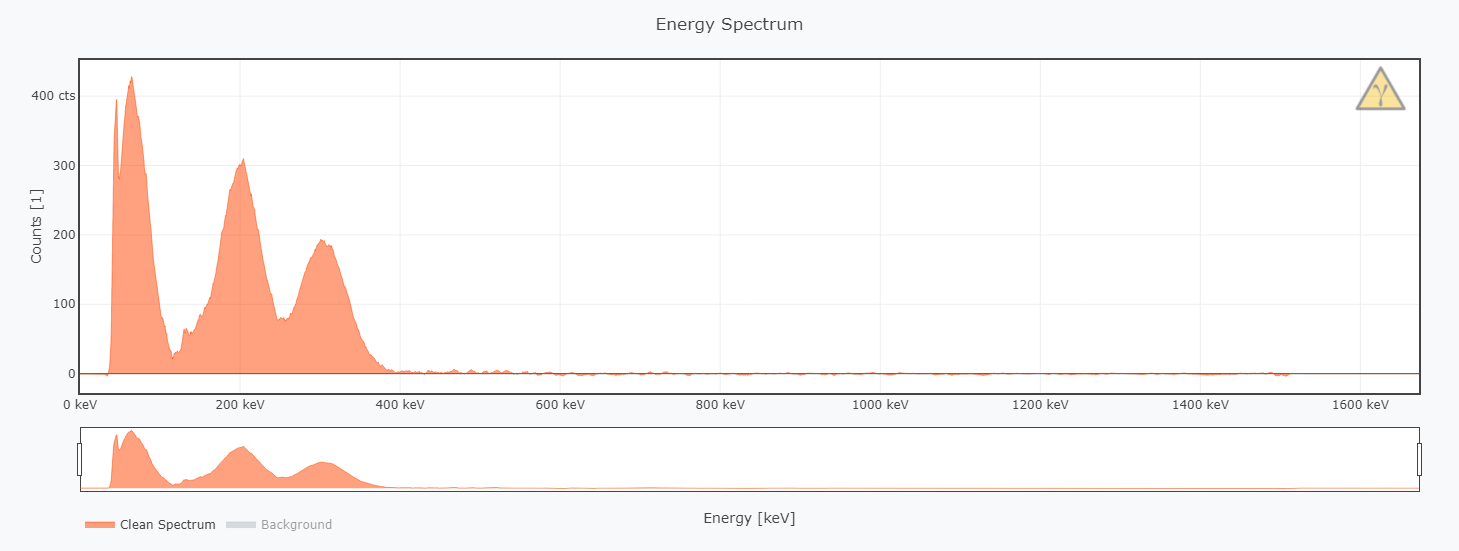 Energy Spectrum
γ
Counts [1]
400 cts
300
200
100
0
0 keV 200 keV 400 keV 600 keV 800 keV 1000 keV 1200 keV 1400 keV 1600 keV
Energy [keV]
Clean Spectrum Background